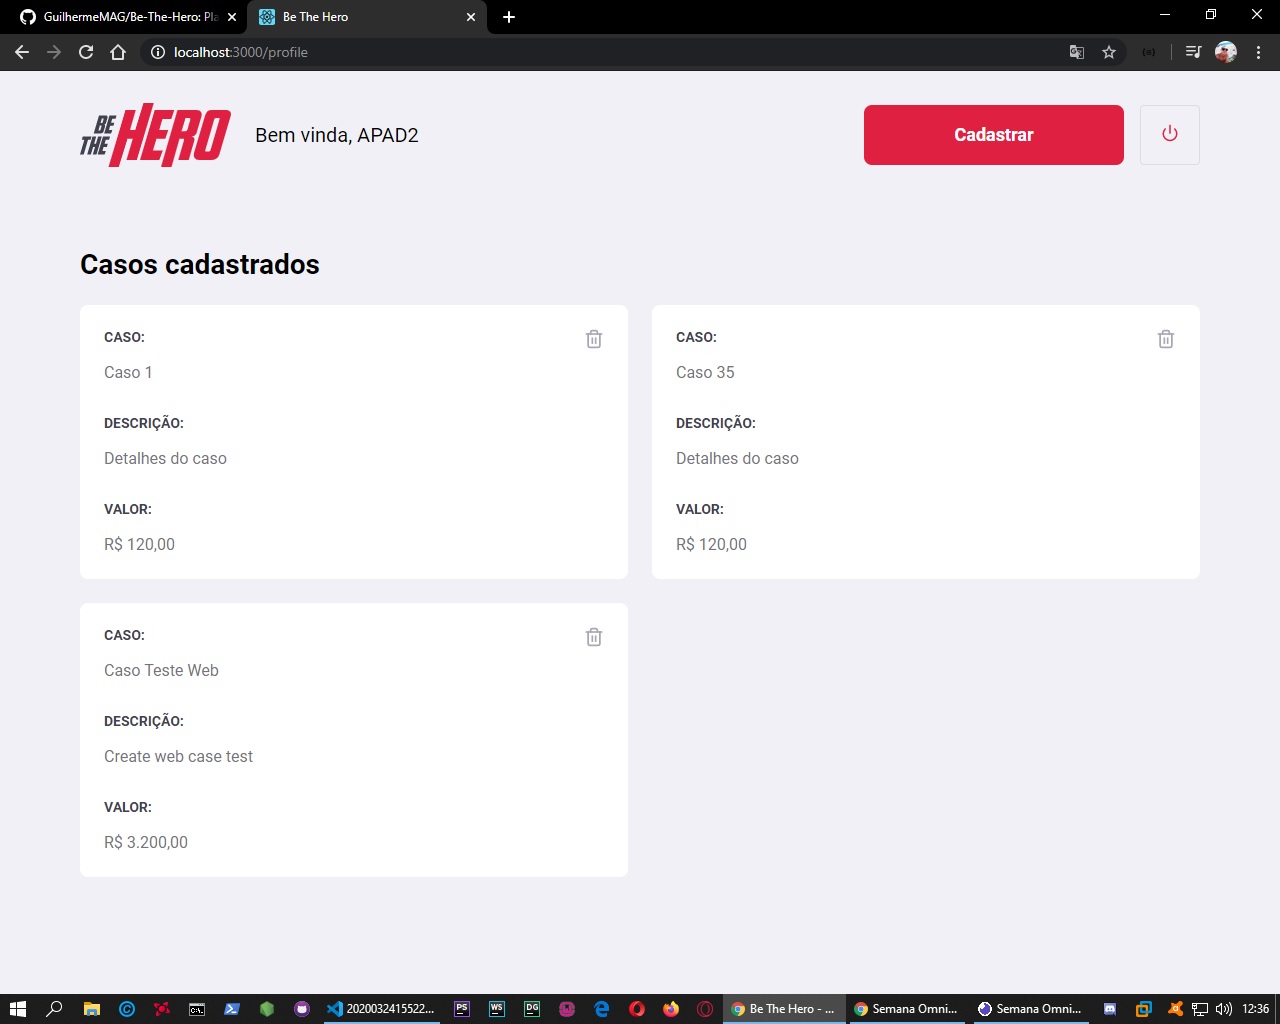 GuilhermeMAG/Be-The-Hero: Pla
Be The Hero
localhost:3000/profile
BE THE HERO
Bem vinda, APAD2
Cadastrar
Casos cadastrados
CASO:
Caso 1
DESCRIÇÃO:
Detalhes do caso
VALOR:
R$ 120,00
CASO:
Caso 35
DESCRIÇÃO:
Detalhes do caso
VALOR:
R$ 120,00
CASO:
Caso Teste Web
DESCRIÇÃO:
Create web case test
VALOR:
R$ 3.200,00
2020032415522...
PS
WS
DG
Be The Hero - ...
Semana Omni...
Semana Omni...
12:36